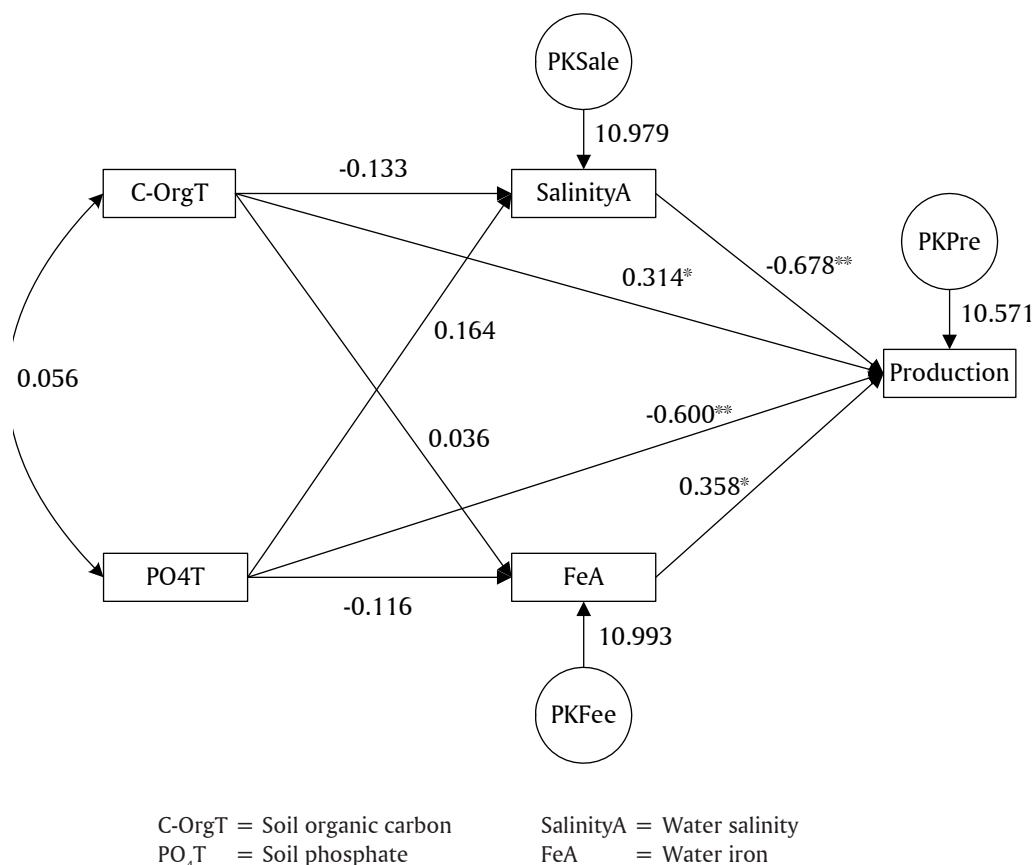 PKSale
10.979
-0.133
C-OrgT
SalinityA
PKPre
-0.678**
0.314*
10.571
0.164
0.056
Production
-0.600**
0.036
0.358*
PO4T
FeA
-0.116
10.993
PKFee
C-OrgT = Soil organic carbon SalinityA = Water salinity
PO₄T = Soil phosphate FeA = Water iron